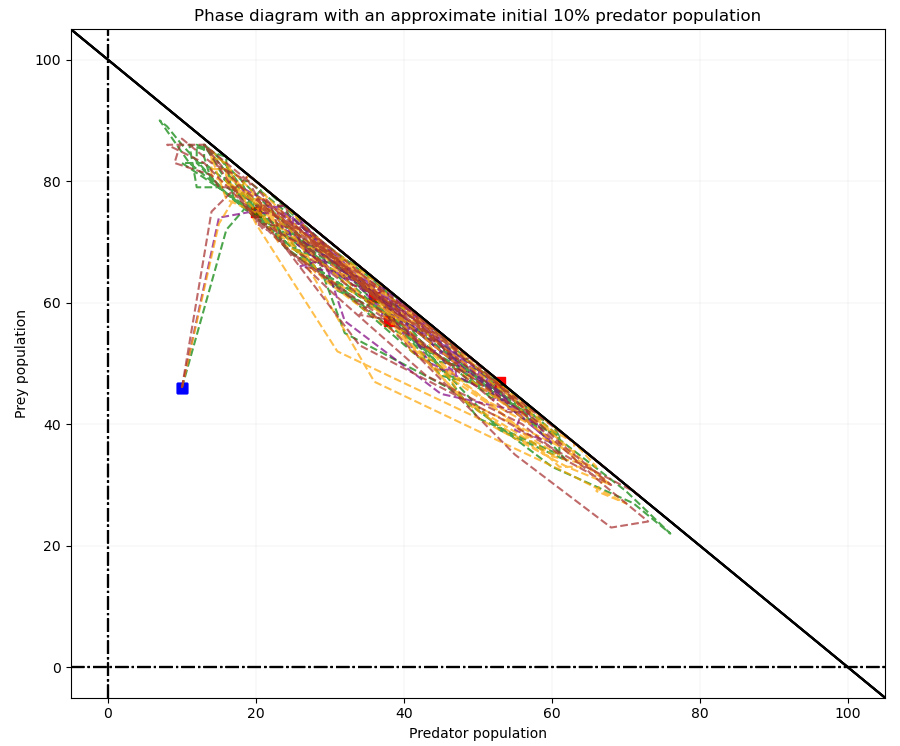 Phase diagram with an approximate initial 10% predator population
100
80
60
40
20
0
Prey population
0 20 40 60 80 100
Predator population